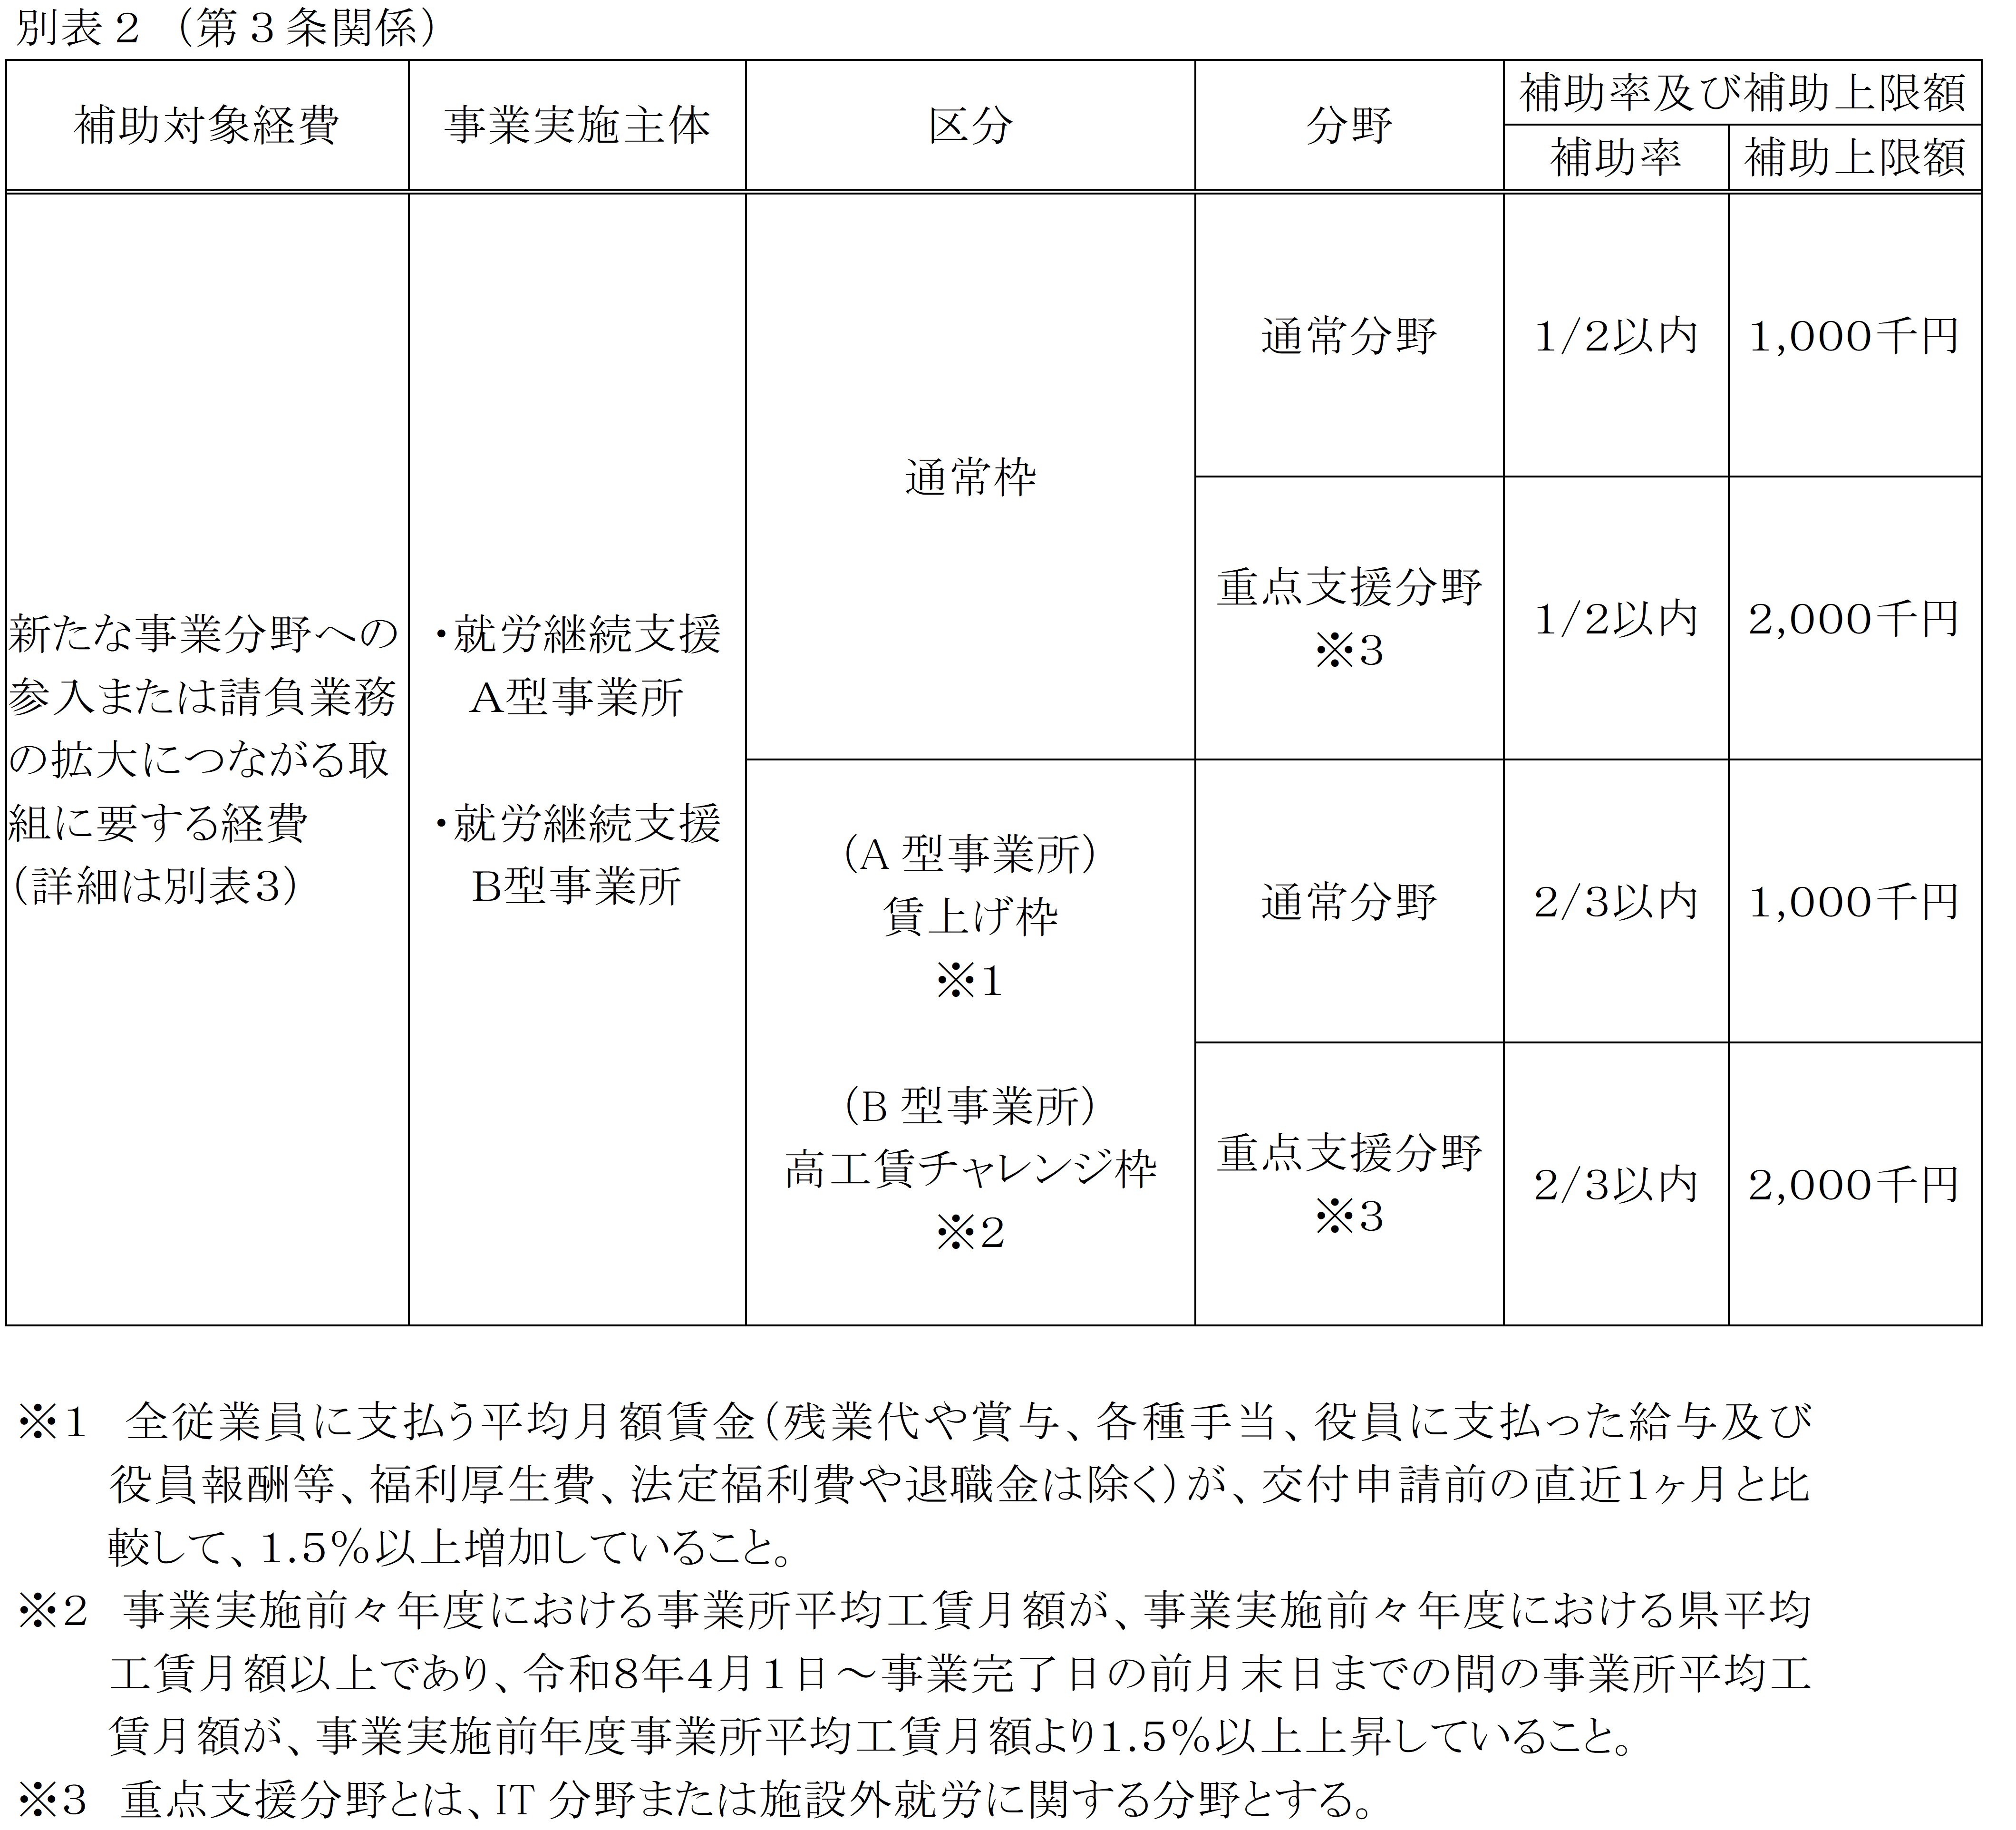 別表２（第３条関係）
補助対象経費
事業実施主体
区分
分野
補助率及び補助上限額
補助率
補助上限額
新たな事業分野への
参入または請負業務
の拡大につながる取
組に要する経費
（詳細は別表3）
・就労継続支援
A型事業所
・就労継続支援
B型事業所
通常枠
通常分野
1/2以内
1,000千円
重点支援分野
※3
1/2以内
2,000千円
（A 型事業所）
賃上げ枠
※1
（B 型事業所）
高工賃チャレンジ枠
※2
通常分野
2/3以内
1,000千円
重点支援分野
※3
2/3以内
2,000千円
※1　全従業員に支払う平均月額賃金（残業代や賞与、各種手当、役員に支払った給与及び
役員報酬等、福利厚生費、法定福利費や退職金は除く）が、交付申請前の直近1ヶ月と比
較して、1.5％以上増加していること。
※2　事業実施前々年度における事業所平均工賃月額が、事業実施前々年度における県平均
工賃月額以上であり、令和8年4月1日～事業完了日の前月末日までの間の事業所平均工
賃月額が、事業実施前年度事業所平均工賃月額より1.5％以上上昇していること。
※3　重点支援分野とは、IT 分野または施設外就労に関する分野とする。